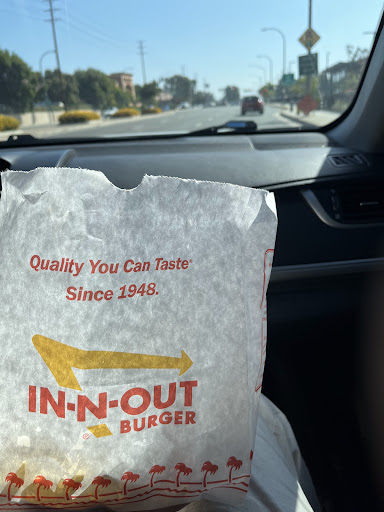 Quality You Can Taste®
Since 1948.
IN-N-OUT
BURGER
®